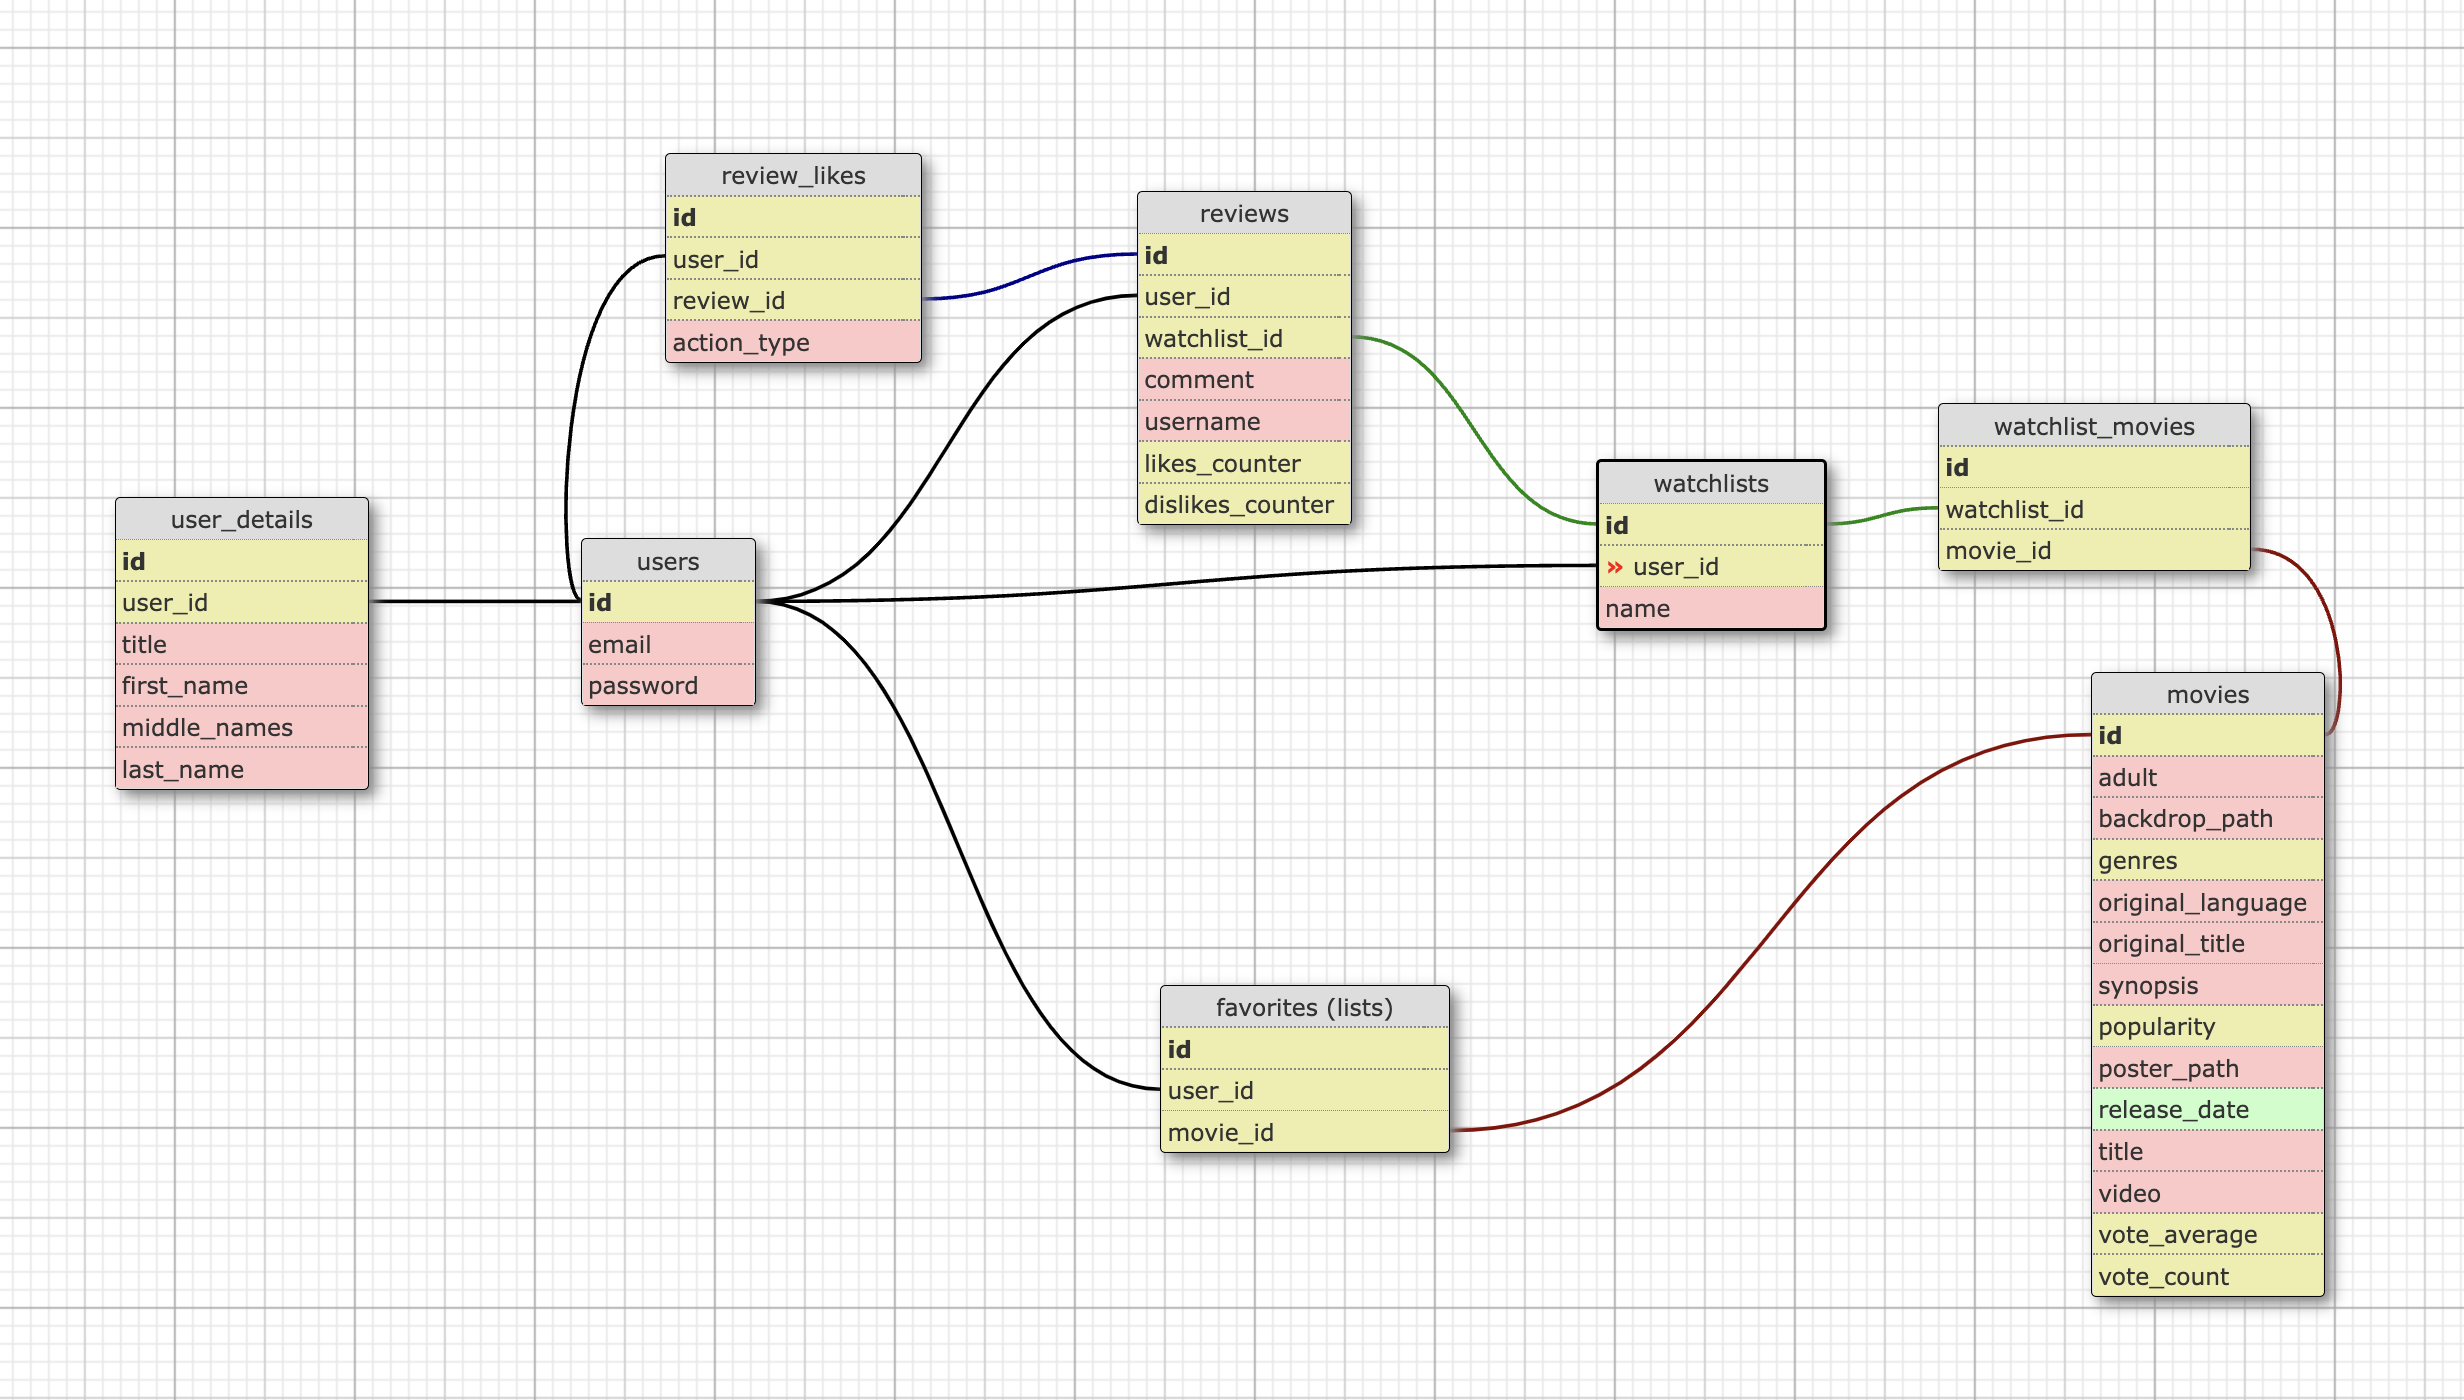 review_likes
id
user_id
review_id
action_type
reviews
id
user_id
watchlist_id
comment
username
likes_counter
dislikes_counter
watchlists
id
» user_id
name
watchlist_movies
id
watchlist_id
movie_id
user_details
id
user_id
title
first_name
middle_names
last_name
users
id
email
password
movies
id
adult
backdrop_path
genres
original_language
original_title
synopsis
popularity
poster_path
release_date
title
video
vote_average
vote_count
favorites (lists)
id
user_id
movie_id